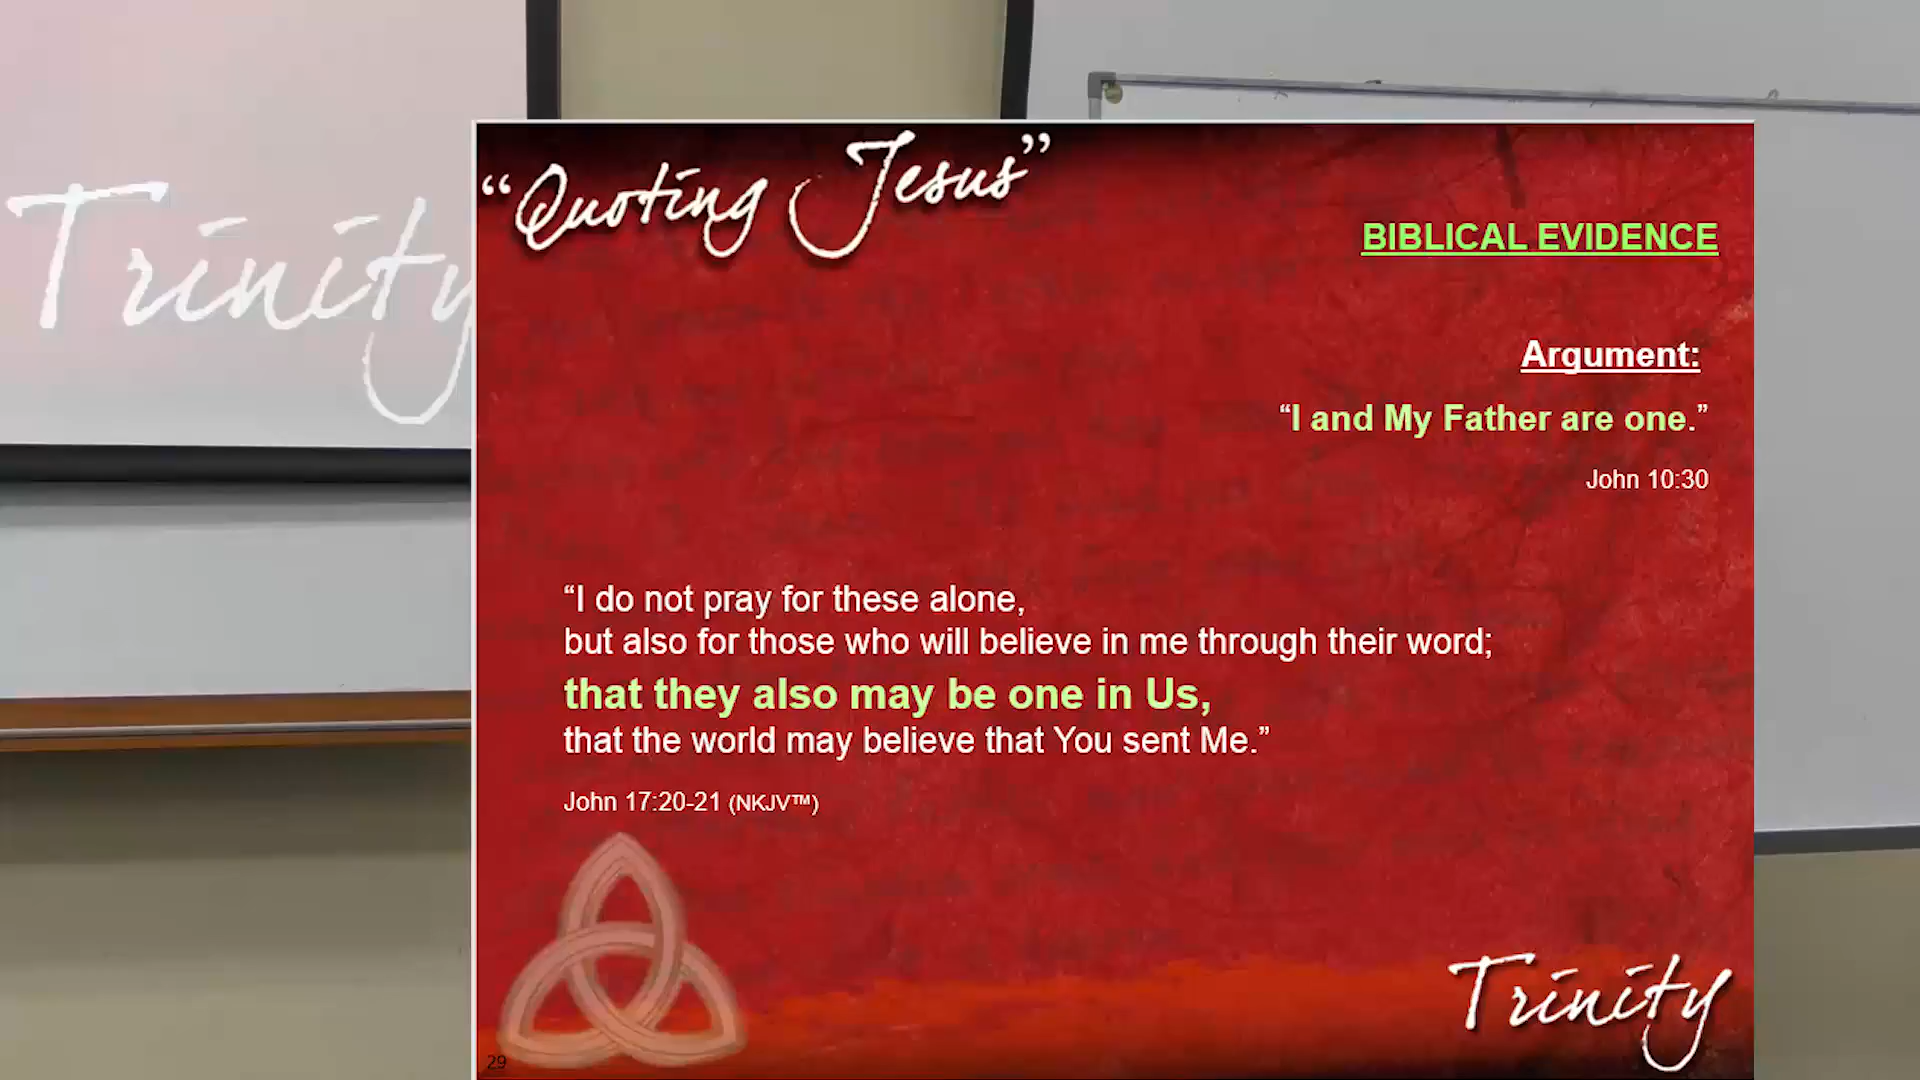 Trinity
“Quoting Jesus”
BIBLICAL EVIDENCE
Argument:
“I and My Father are one.”
John 10:30
“I do not pray for these alone,
but also for those who will believe in me through their word;
that they also may be one in Us,
that the world may believe that You sent Me.”
John 17:20-21 (NKJV™)
Trinity
29